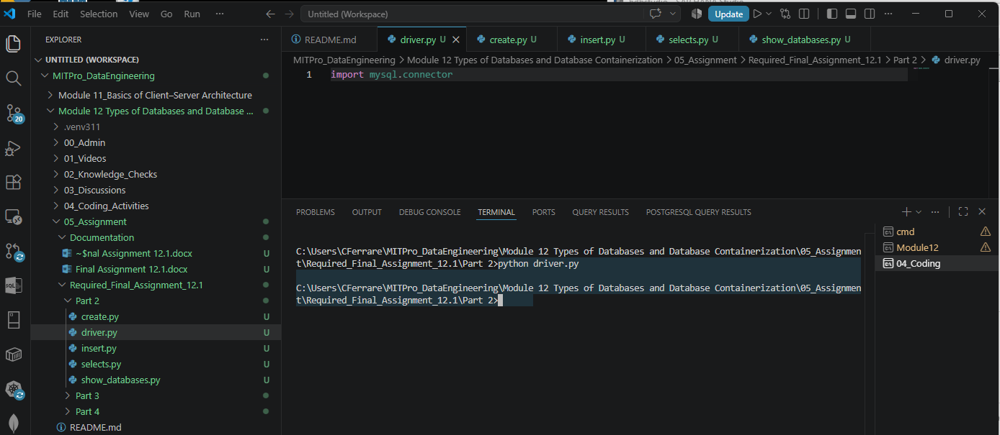 File Edit Selection View Go Run ··· Untitled (Workspace) Update
EXPLORER
UNTITLED (WORKSPACE)
MITPro_DataEngineering
Module 11_Basics of Client–Server Architecture
Module 12 Types of Databases and Database ...
.venv311
00_Admin
01_Videos
02_Knowledge_Checks
03_Discussions
04_Coding_Activities
05_Assignment
Documentation
~$nal Assignment 12.1.docx U
Final Assignment 12.1.docx U
Required_Final_Assignment_12.1
Part 2
create.py U
driver.py U
insert.py U
selects.py U
show_databases.py U
Part 3
Part 4
README.md
20
README.md driver.py U create.py U insert.py U selects.py U show_databases.py U
MITPro_DataEngineering > Module 12 Types of Databases and Database Containerization > 05_Assignment > Required_Final_Assignment_12.1 > Part 2 > driver.py
1 import mysql.connector
PROBLEMS OUTPUT DEBUG CONSOLE TERMINAL PORTS QUERY RESULTS POSTGRESQL QUERY RESULTS
C:\Users\CFerrare\MITPro_DataEngineering\Module 12 Types of Databases and Database Containerization\05_Assignmen
t\Required_Final_Assignment_12.1\Part 2>python driver.py
C:\Users\CFerrare\MITPro_DataEngineering\Module 12 Types of Databases and Database Containerization\05_Assignmen
t\Required_Final_Assignment_12.1\Part 2>
cmd
Module12
04_Coding